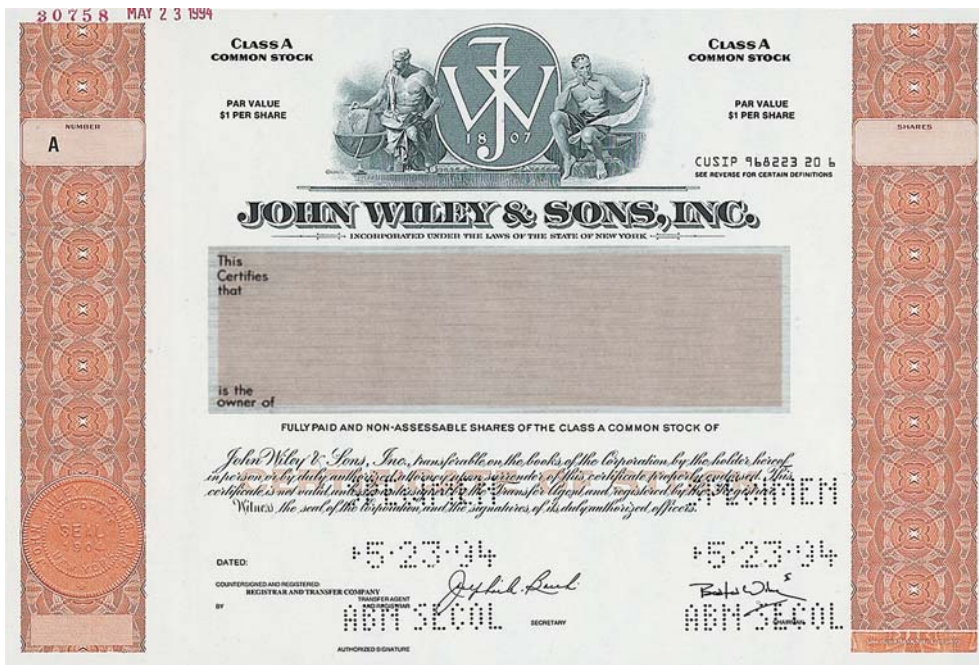 30758 MAY 23 1994
CLASS A
COMMON STOCK
CLASS A
COMMON STOCK
PAR VALUE
$1 PER SHARE
PAR VALUE
$1 PER SHARE
JW
1807
NUMBER
A
SHARES
CUSIP 968223 20 6
SEE REVERSE FOR CERTAIN DEFINITIONS
JOHN WILEY & SONS, INC.
INCORPORATED UNDER THE LAWS OF THE STATE OF NEW YORK
This
Certifies
that
is the
owner of
FULLY PAID AND NON-ASSESSABLE SHARES OF THE CLASS A COMMON STOCK OF
John Wiley & Sons, Inc., transferable on the books of the Corporation by the holder hereof
in person or by duly authorized attorney upon surrender of this certificate properly endorsed. This
certificate is not valid unless countersigned by the Transfer Agent and registered by the Registrar.
Witness, the seal of the Corporation, and the signatures, of its duly authorized officers.
SPECIMEN
SEAL
1904
DATED:
5·23·94
5·23·94
COUNTERSIGNED AND REGISTERED:
REGISTRAR AND TRANSFER COMPANY
TRANSFER AGENT
AND REGISTRAR
BY
ABM SECOL
SECRETARY
ABM SECOL
CHAIRMAN
AUTHORIZED SIGNATURE